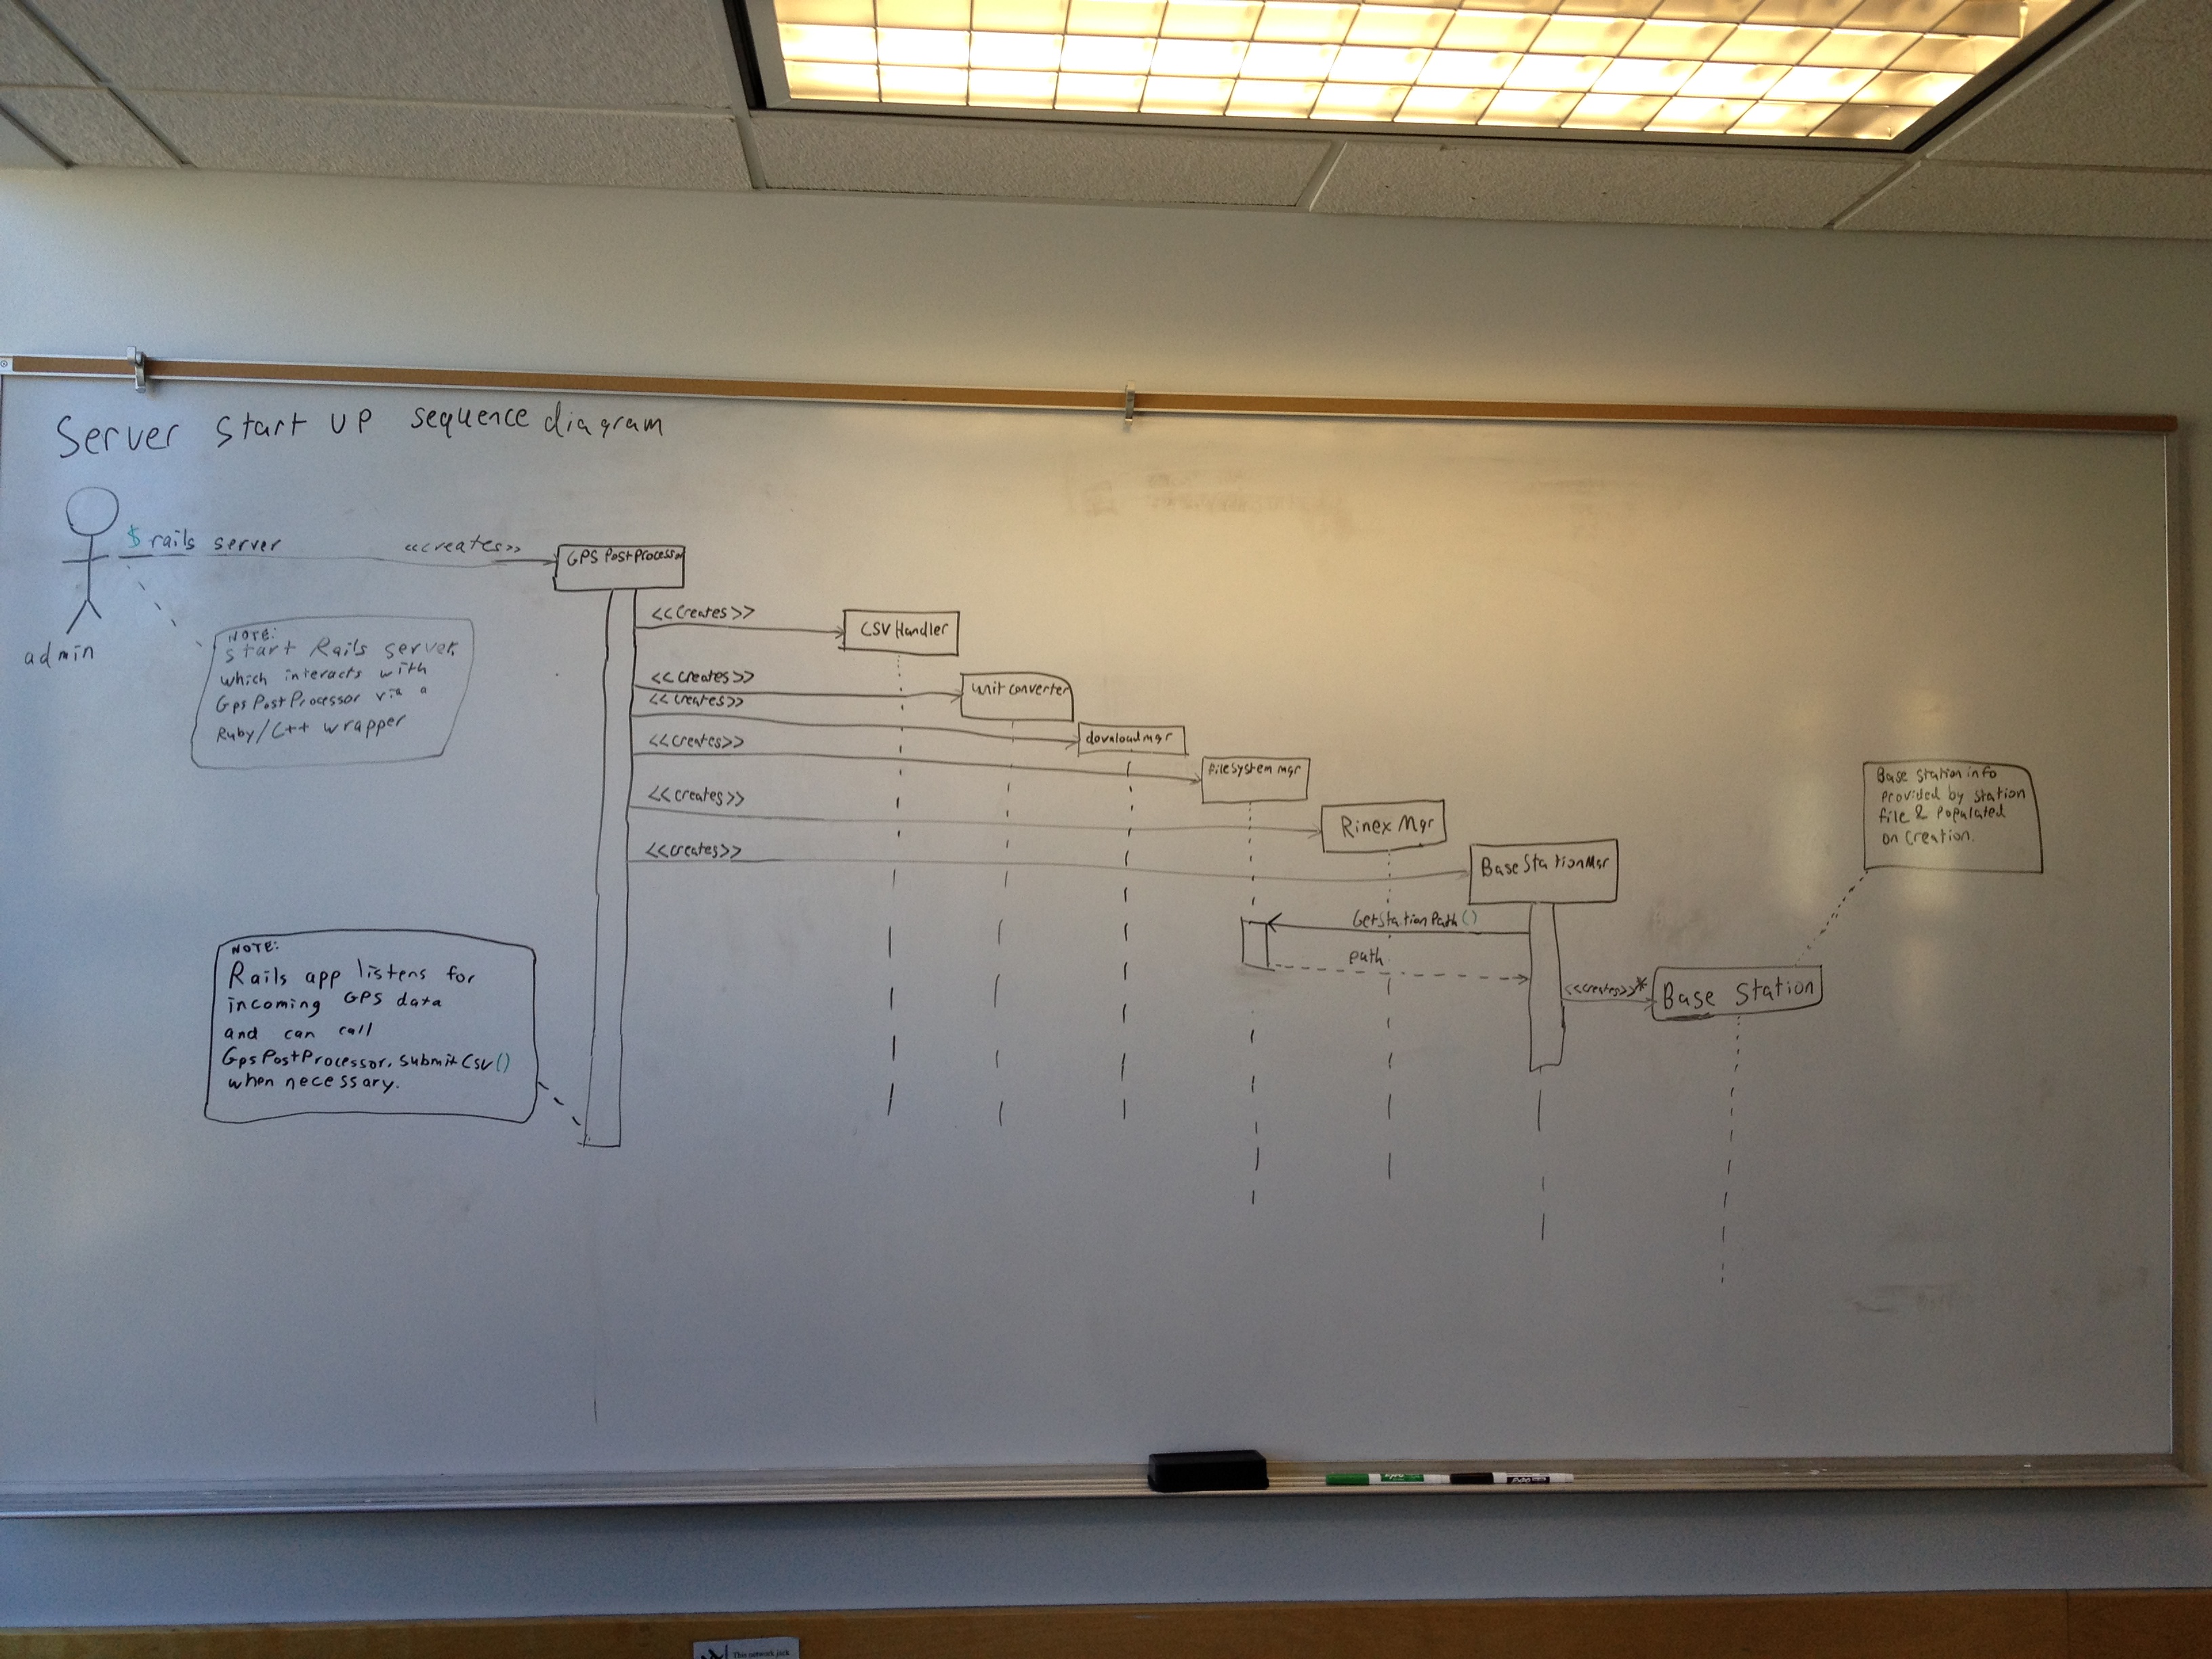 Server Start UP sequence diagram
$ rails server
<<creates>>
GPS PostProcessor
admin
NOTE:
Start Rails server,
which interacts with
GpsPostProcessor via a
Ruby/C++ wrapper
<<creates>>
CSV Handler
<<creates>>
unit converter
<<creates>>
downloadmgr
<<creates>>
filesystem mgr
<<creates>>
Rinex Mgr
<<creates>>
BaseStationMgr
Base Station info
Provided by station
file & Populated
on Creation.
GetStationPath()
path
<<creates>>*
Base Station
NOTE:
Rails app listens for
incoming GPS data
and can call
GpsPostProcessor.submitCsv()
when necessary.
This network jack